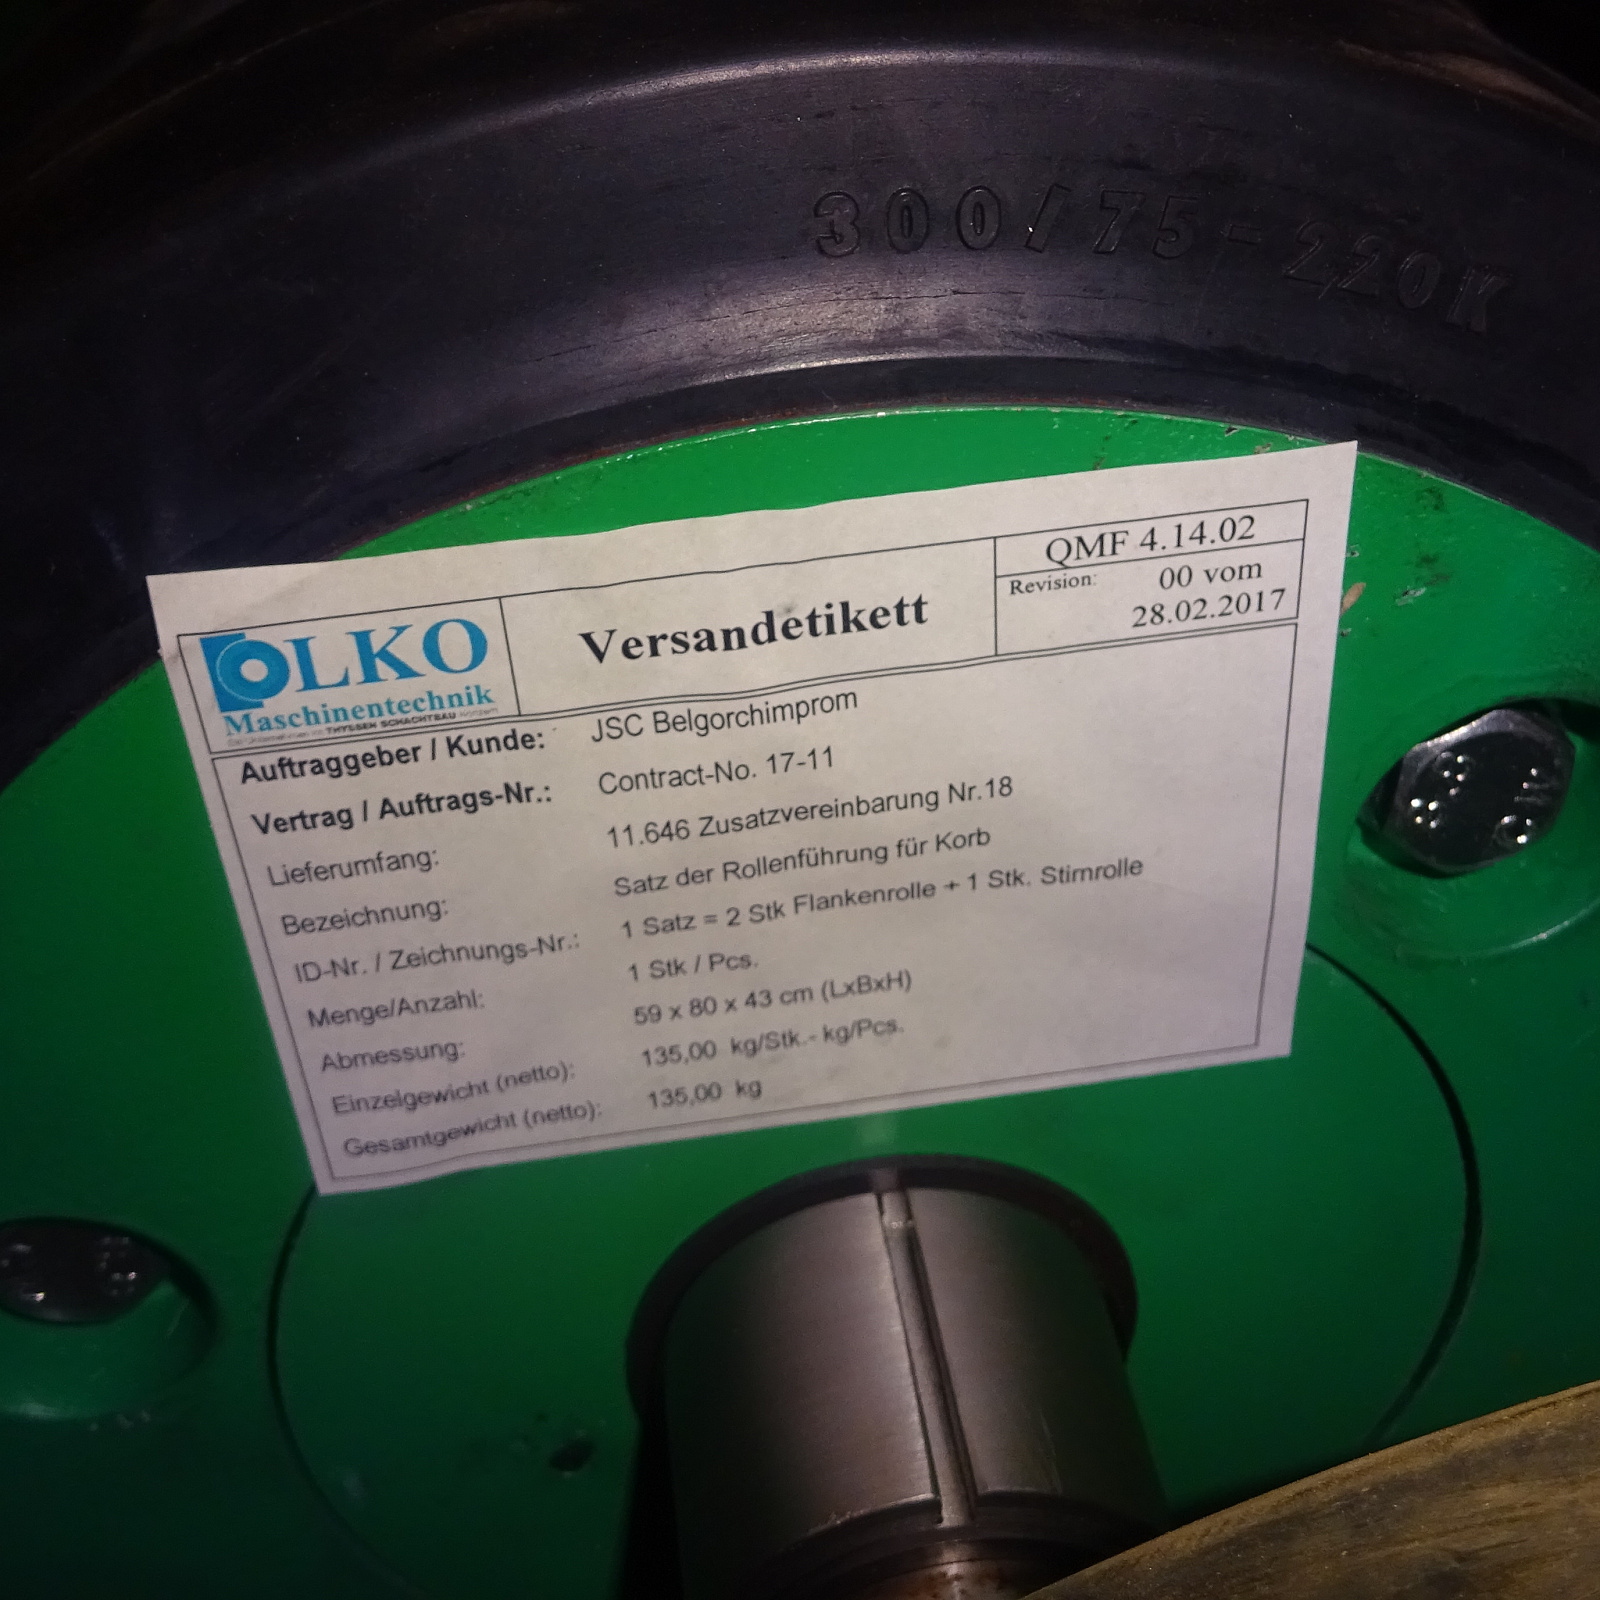 300/75-220K
OLKO
Maschinentechnik
THYSSEN SCHACHTBAU
Versandetikett
QMF 4.14.02
Revision: 00 vom
28.02.2017
Auftraggeber / Kunde: JSC Belgorchimprom
Vertrag / Auftrags-Nr.: Contract-No. 17-11
Lieferumfang: 11.646 Zusatzvereinbarung Nr.18
Bezeichnung: Satz der Rollenführung für Korb
ID-Nr. / Zeichnungs-Nr.: 1 Satz = 2 Stk Flankenrolle + 1 Stk. Stirnrolle
Menge/Anzahl: 1 Stk / Pcs.
Abmessung: 59 x 80 x 43 cm (LxBxH)
Einzelgewicht (netto): 135,00 kg/Stk.- kg/Pcs.
Gesamtgewicht (netto): 135,00 kg